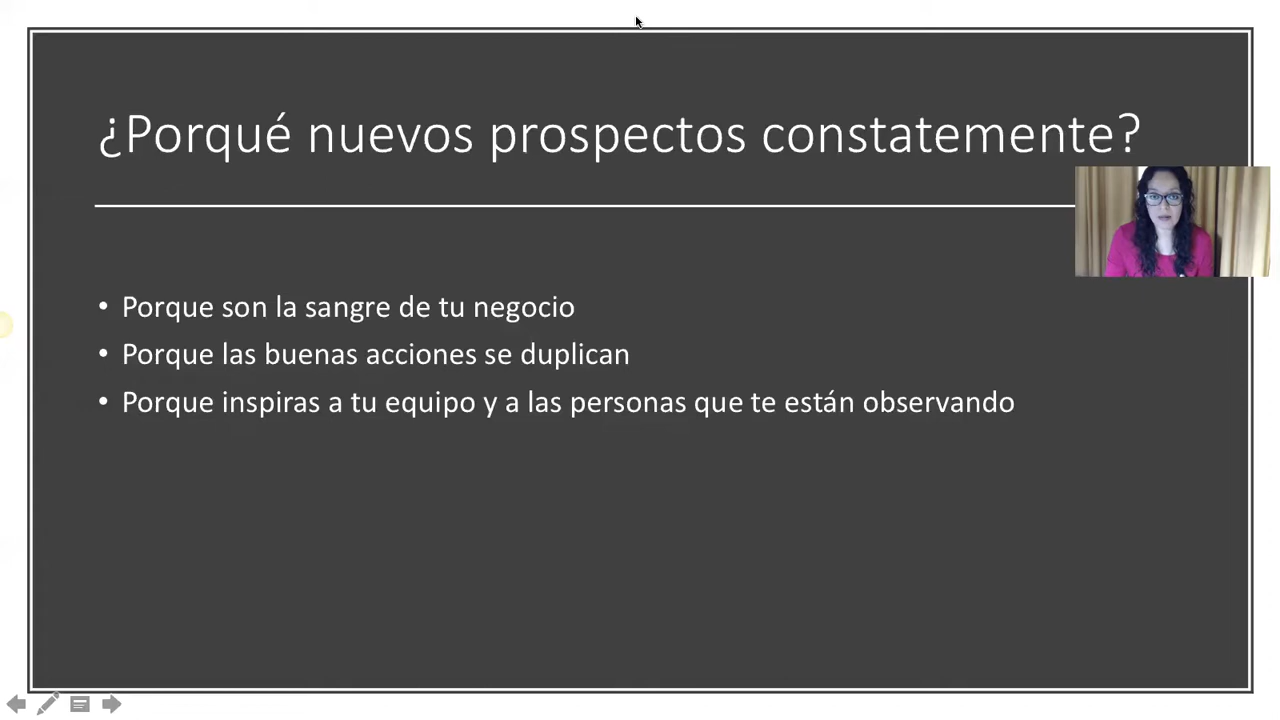 ¿Porqué nuevos prospectos constatemente?
• Porque son la sangre de tu negocio
• Porque las buenas acciones se duplican
• Porque inspiras a tu equipo y a las personas que te están observando